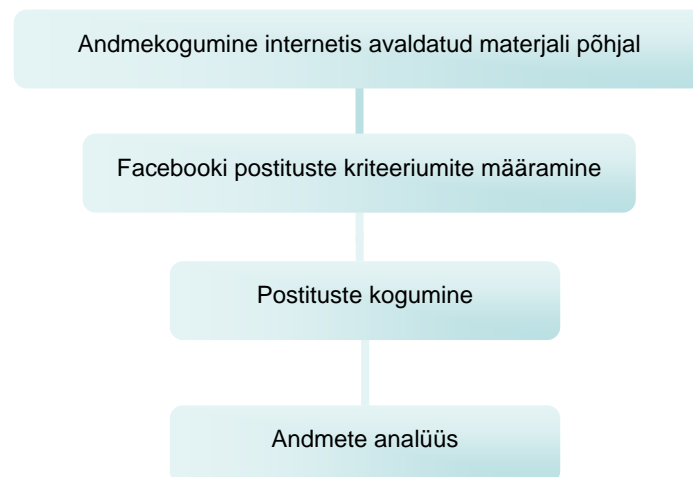 Andmekogumine internetis avaldatud materjali põhjal
Facebooki postituste kriteeriumite määramine
Postituste kogumine
Andmete analüüs